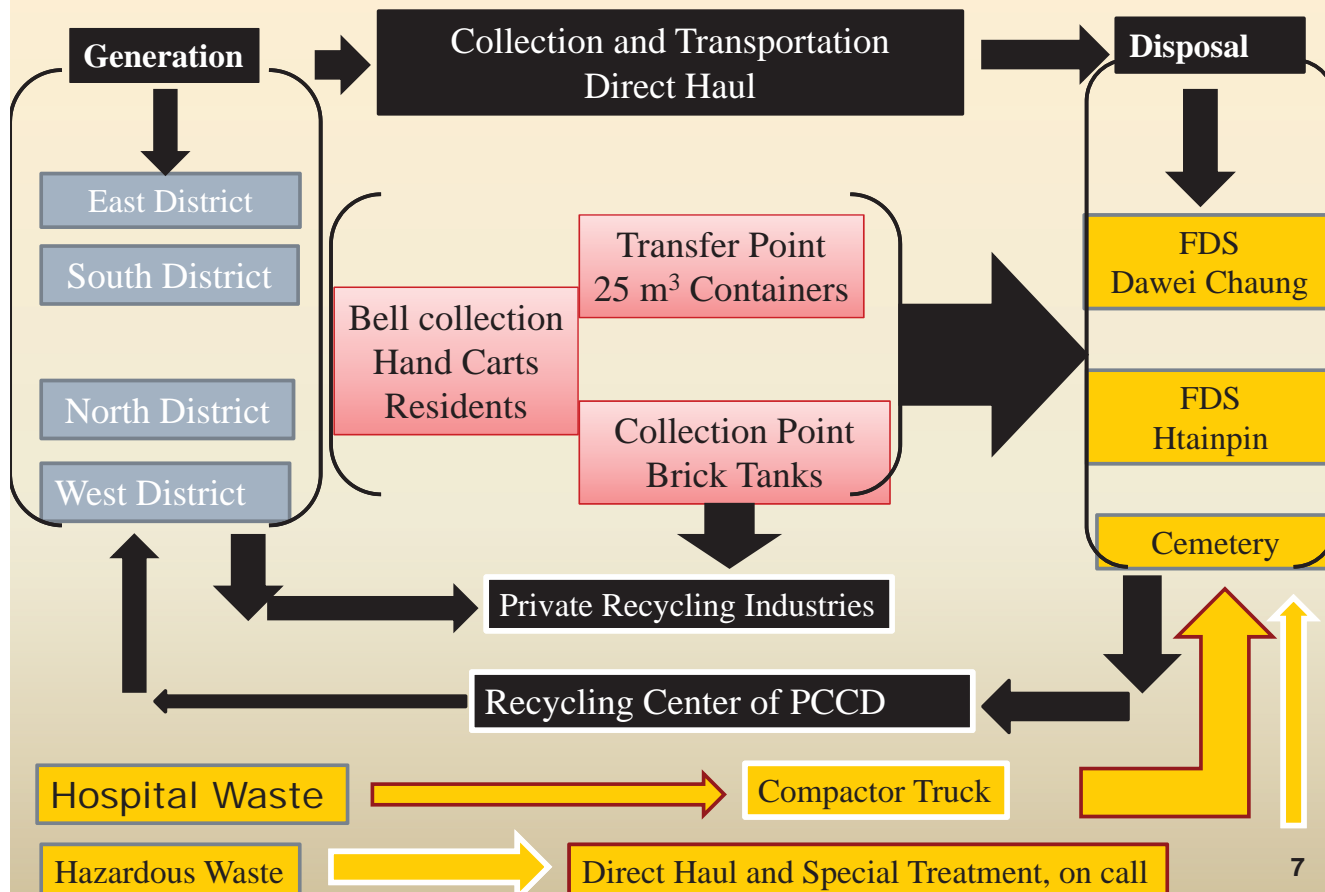 Generation
Collection and Transportation
Direct Haul
Disposal
East District
South District
North District
West District
Bell collection
Hand Carts
Residents
Transfer Point
25 m³ Containers
Collection Point
Brick Tanks
FDS
Dawei Chaung
FDS
Htainpin
Cemetery
Private Recycling Industries
Recycling Center of PCCD
Hospital Waste
Compactor Truck
Hazardous Waste
Direct Haul and Special Treatment, on call
7